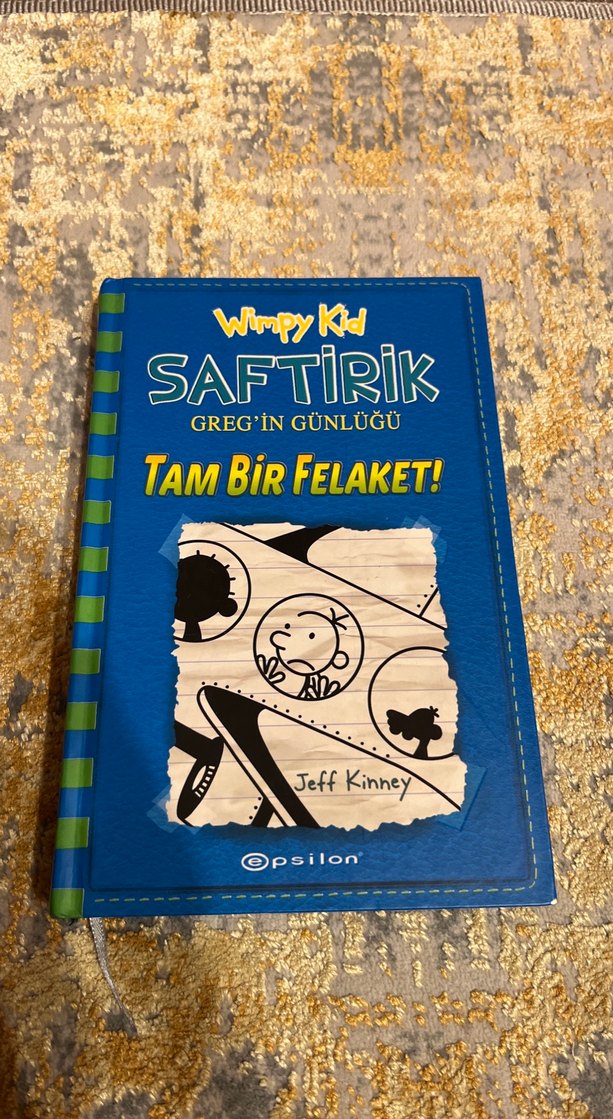 Wimpy Kid
SAFTİRİK
GREG'İN GÜNLÜĞÜ
TAM BİR FELAKET!
Jeff Kinney
epsilon